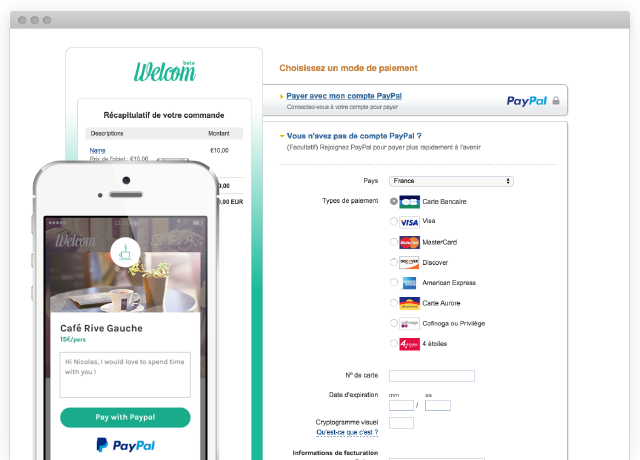 Welcom
beta
Récapitulatif de votre commande
Descriptions Montant
Name €10,00
Prix de l'objet : €10,00
0,00
0,00 EUR
Welcom
Café Rive Gauche
15€/pers
Hi Nicolas, I would love to spend time
with you !
Pay with Paypal
PayPal
Choisissez un mode de paiement
Payer avec mon compte PayPal
Connectez-vous à votre compte pour payer
PayPal
Vous n'avez pas de compte PayPal ?
(Facultatif) Rejoignez PayPal pour payer plus rapidement à l'avenir
Pays France
Types de paiement Carte Bancaire
VISA Visa
MasterCard MasterCard
DISCOVER Discover
American Express
Carte Aurore
cofinoga Cofinoga ou Privilège
4 étoiles
N° de carte
Date d'expiration mm aa
/
Cryptogramme visuel
Qu'est-ce que c'est ?
Informations de facturation